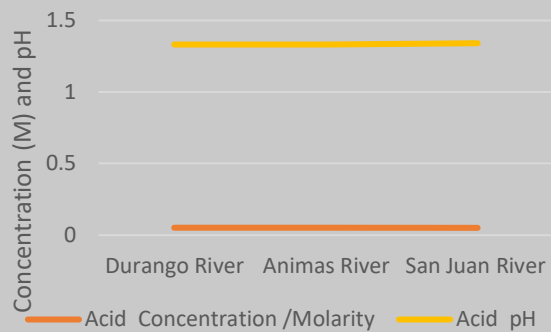 Concentration (M) and pH
1.5
1
0.5
0
Durango River Animas River San Juan River
Acid Concentration /Molarity Acid pH